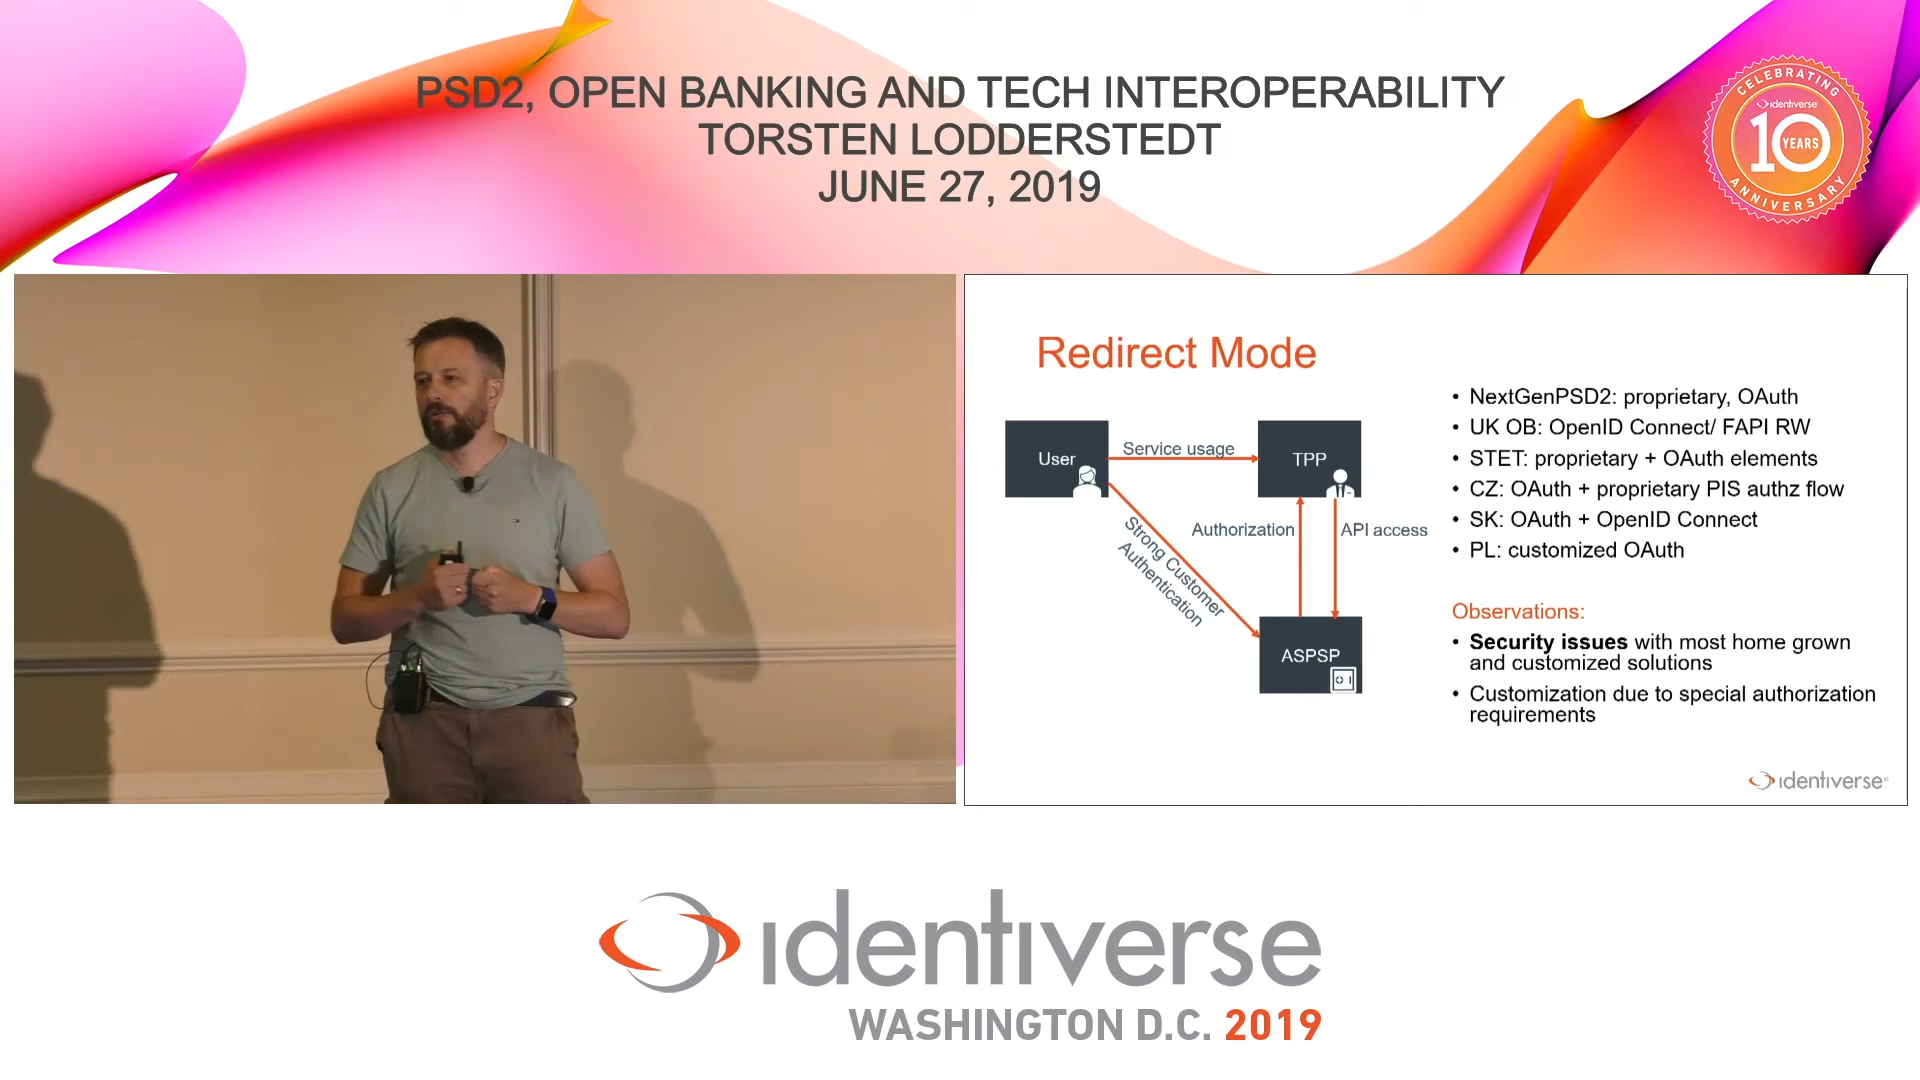 PSD2, OPEN BANKING AND TECH INTEROPERABILITY
TORSTEN LODDERSTEDT
JUNE 27, 2019
CELEBRATING
identiverse
10
YEARS
ANNIVERSARY
Redirect Mode
User
Service usage
TPP
Strong Customer
Authentication
Authorization
API access
ASPSP
• NextGenPSD2: proprietary, OAuth
• UK OB: OpenID Connect/ FAPI RW
• STET: proprietary + OAuth elements
• CZ: OAuth + proprietary PIS authz flow
• SK: OAuth + OpenID Connect
• PL: customized OAuth
Observations:
• Security issues with most home grown
and customized solutions
• Customization due to special authorization
requirements
identiverse
identiverse
WASHINGTON D.C. 2019